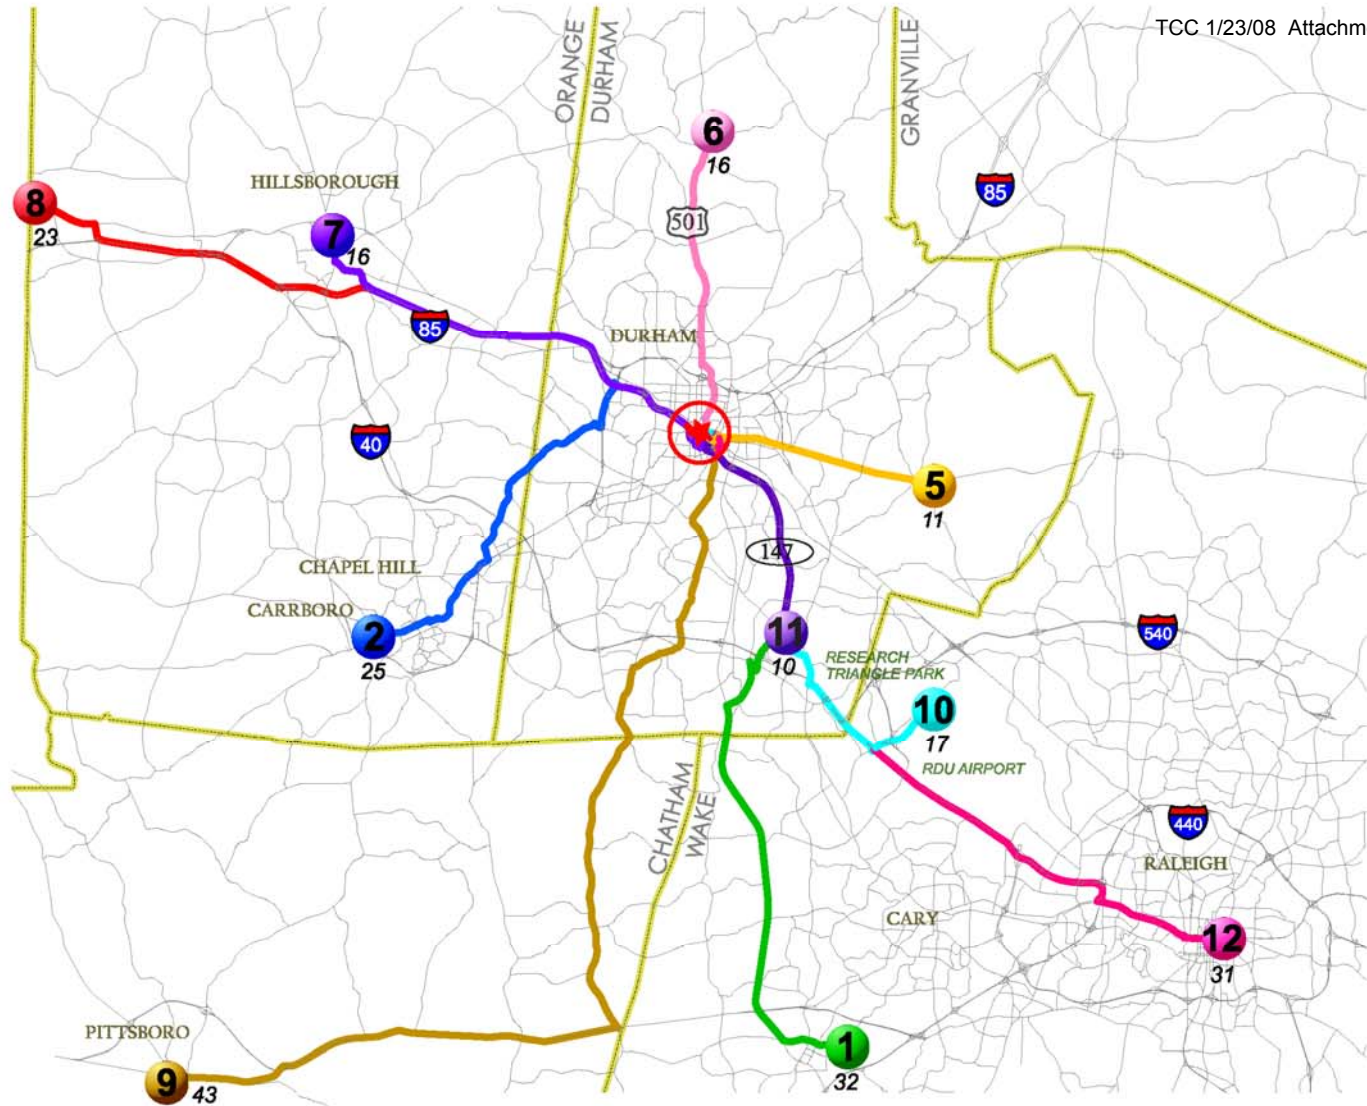 TCC 1/23/08 Attachm
ORANGE
DURHAM
GRANVILLE
6
16
85
HILLSBOROUGH
8
23
7
16
501
85
DURHAM
40
5
11
147
CHAPEL HILL
CARRBORO
2
25
11
10
540
RESEARCH
TRIANGLE PARK
10
17
RDU AIRPORT
CHATHAM
WAKE
440
RALEIGH
CARY
12
31
PITTSBORO
9
43
1
32